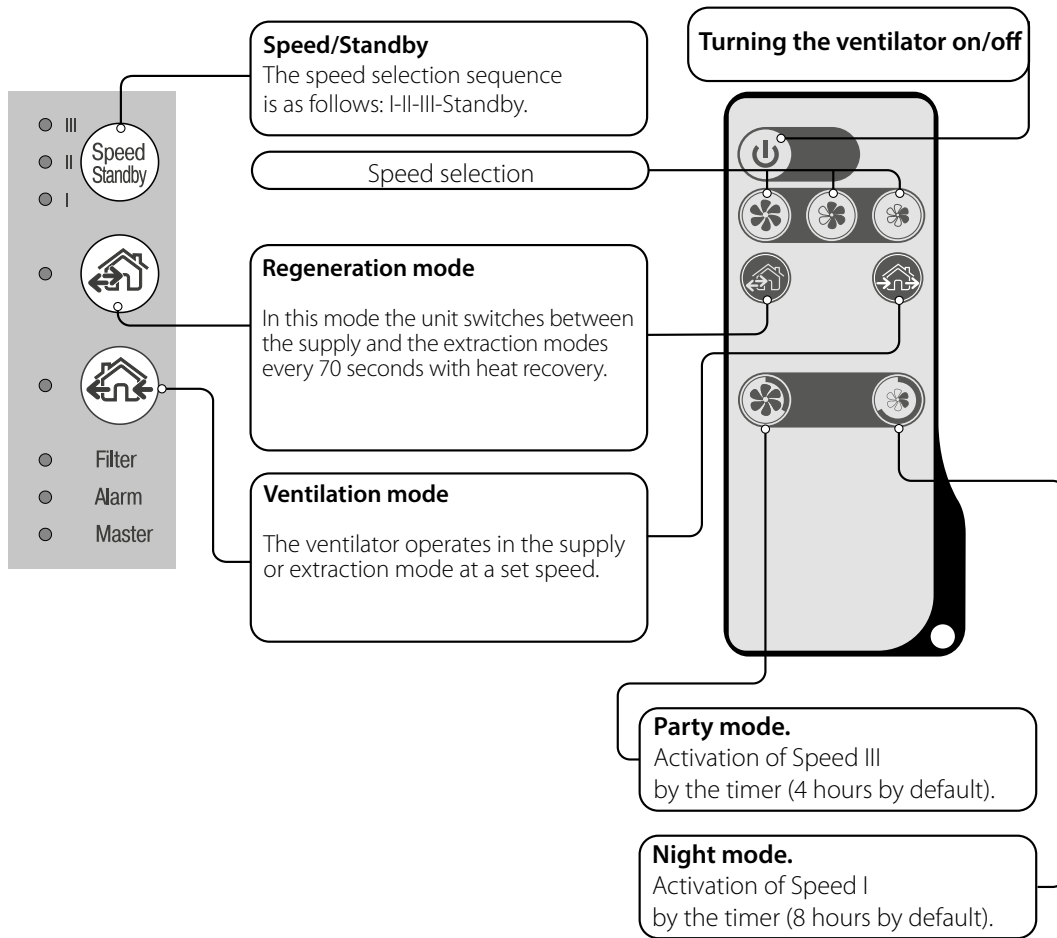 Speed/Standby
The speed selection sequence
is as follows: I-II-III-Standby.
Turning the ventilator on/off
III
II
I
Speed
Standby
Speed selection
Regeneration mode
In this mode the unit switches between
the supply and the extraction modes
every 70 seconds with heat recovery.
Filter
Alarm
Master
Ventilation mode
The ventilator operates in the supply
or extraction mode at a set speed.
Party mode.
Activation of Speed III
by the timer (4 hours by default).
Night mode.
Activation of Speed I
by the timer (8 hours by default).